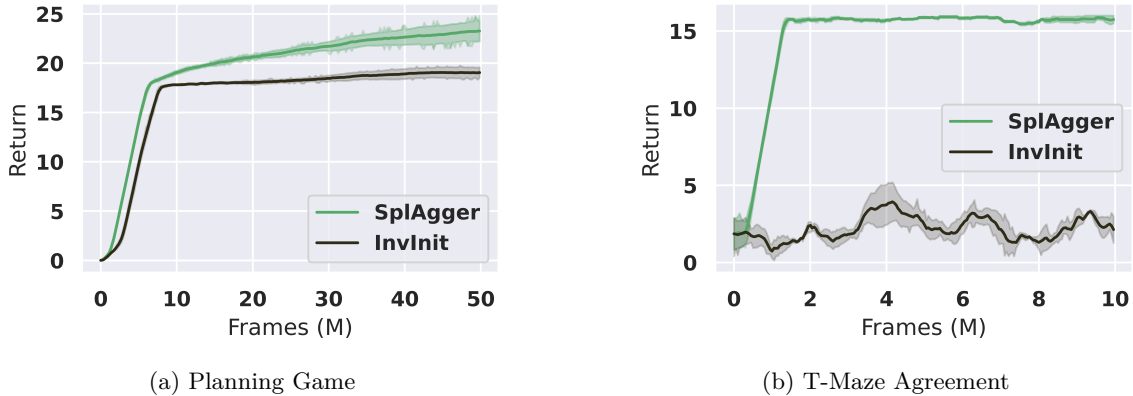 25
20
15
10
5
0
Return
SplAgger
InvInit
0 10 20 30 40 50
Frames (M)
(a) Planning Game
15
10
5
0
Return
SplAgger
InvInit
0 2 4 6 8 10
Frames (M)
(b) T-Maze Agreement